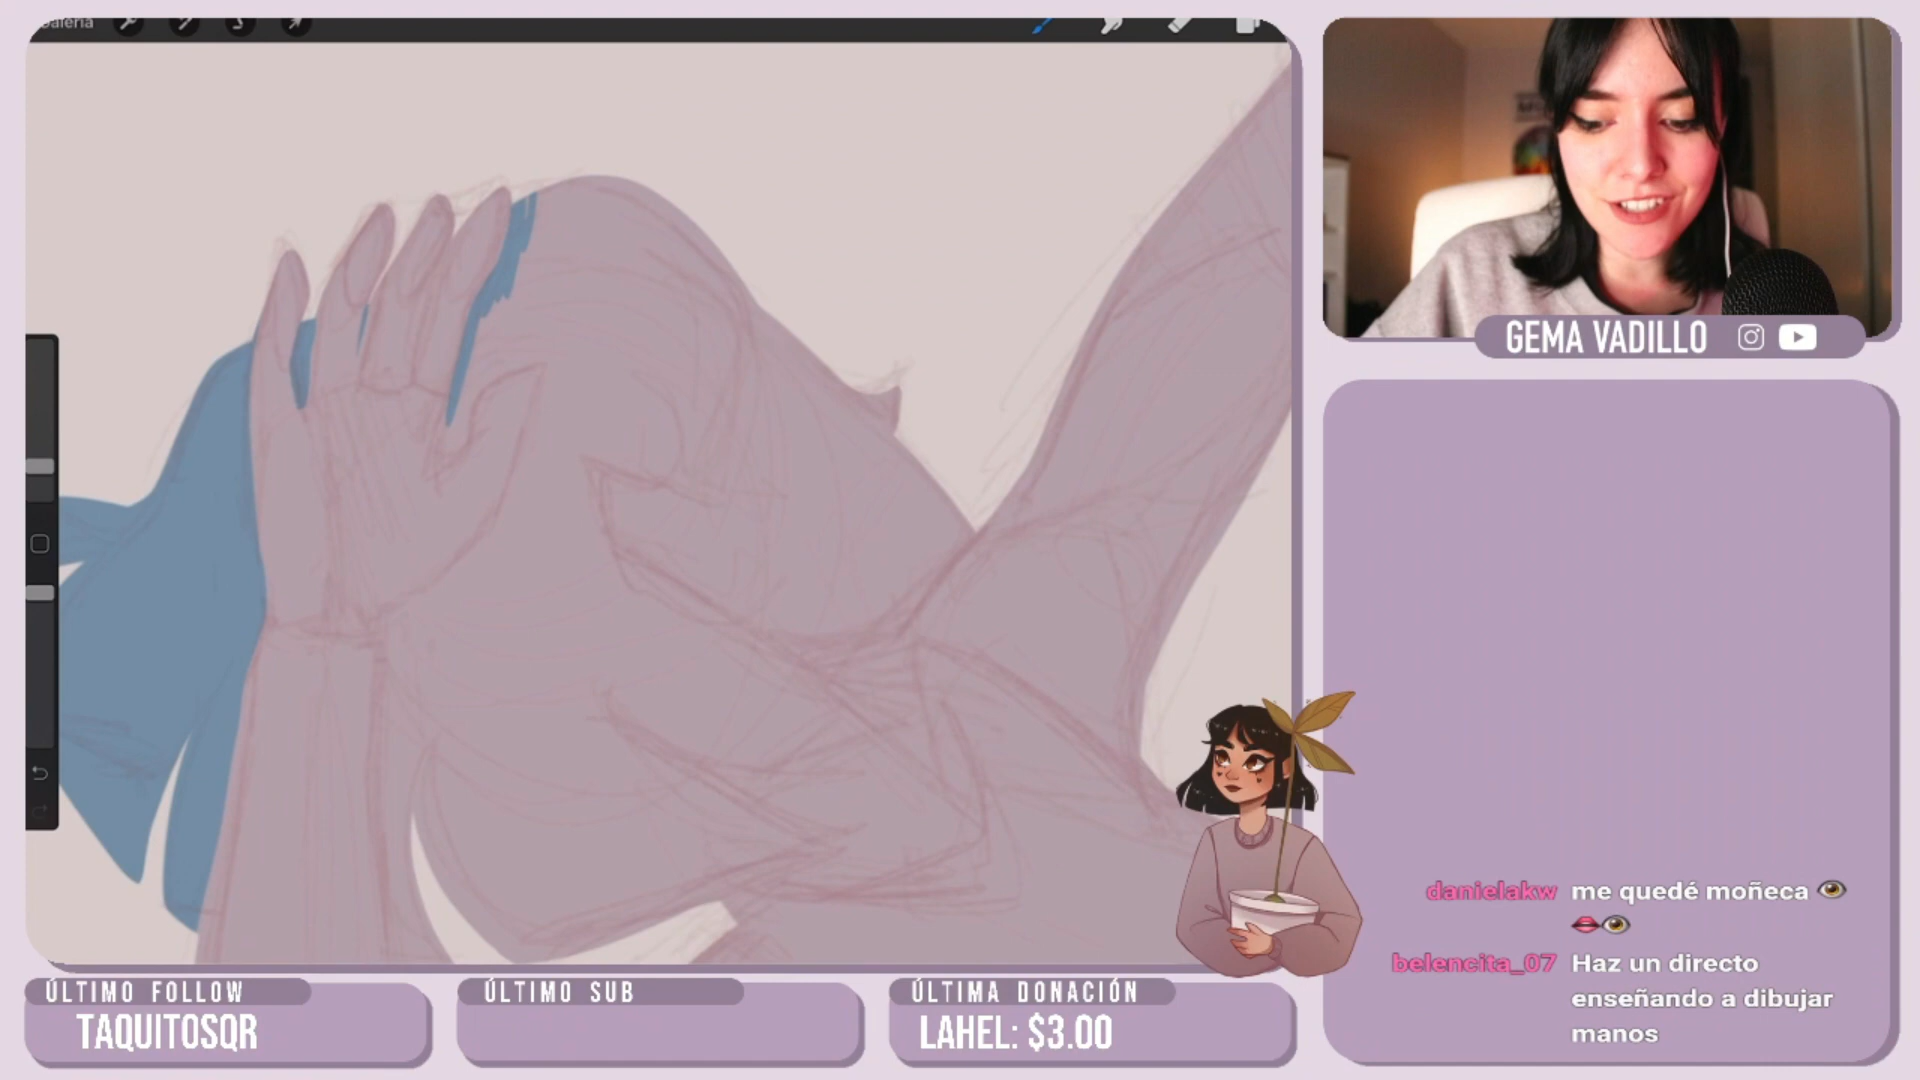 GEMA VADILLO
danielakw me quedé moñeca 👁
👄👁
belencita_07 Haz un directo
enseñando a dibujar
manos
ÚLTIMO FOLLOW
TAQUITOSQR
ÚLTIMO SUB
ÚLTIMA DONACIÓN
LAHEL: $3.00